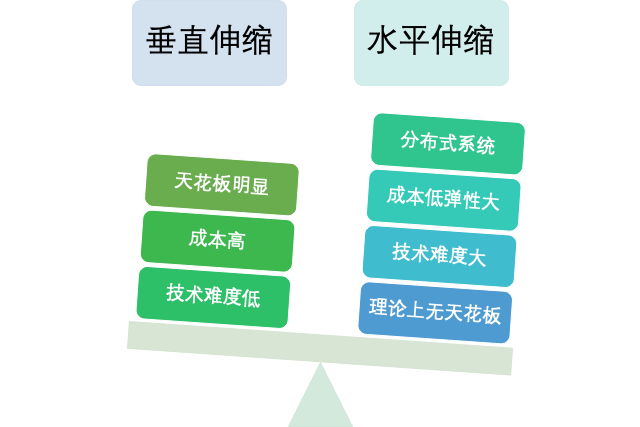 垂直伸缩
水平伸缩
天花板明显
成本高
技术难度低
分布式系统
成本低弹性大
技术难度大
理论上无天花板